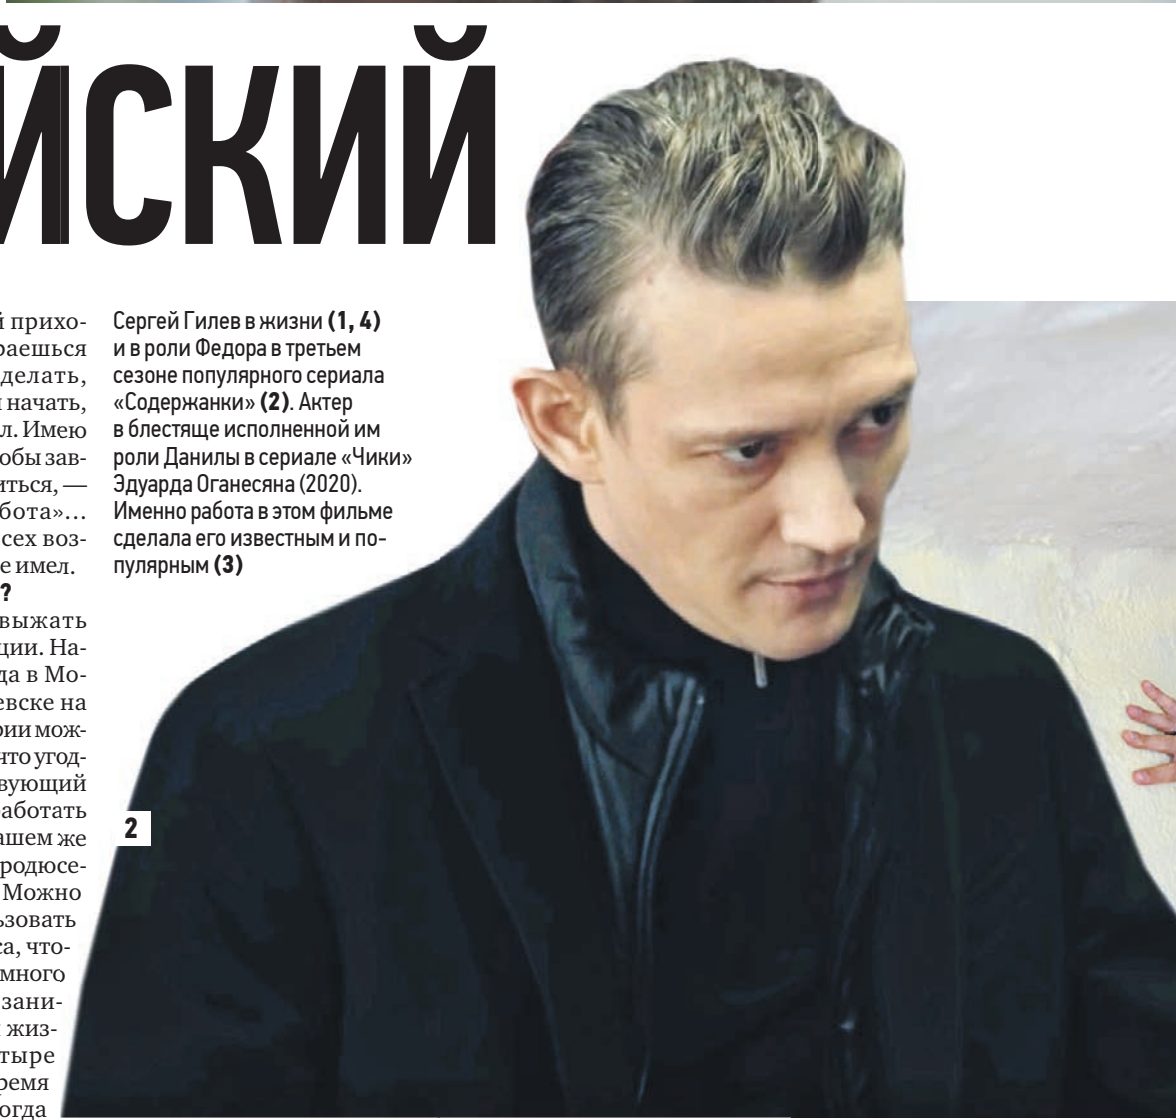 ЙСКИЙ
й прихо-
раешься
делать,
начать,
л. Имею
обы зав-
иться, —
бота»...
сех воз-
е имел.
?
выжать
ции. На-
да в Мо-
евске на
рии мож-
что угод-
вующий
работать
ашем же
родюсе-
Можно
ьзовать
са, что-
много
зани-
жиз-
тыре
ремя
огда
Сергей Гилев в жизни (1, 4)
и в роли Федора в третьем
сезоне популярного сериала
«Содержанки» (2). Актер
в блестяще исполненной им
роли Данилы в сериале «Чики»
Эдуарда Оганесяна (2020).
Именно работа в этом фильме
сделала его известным и по-
пулярным (3)
2